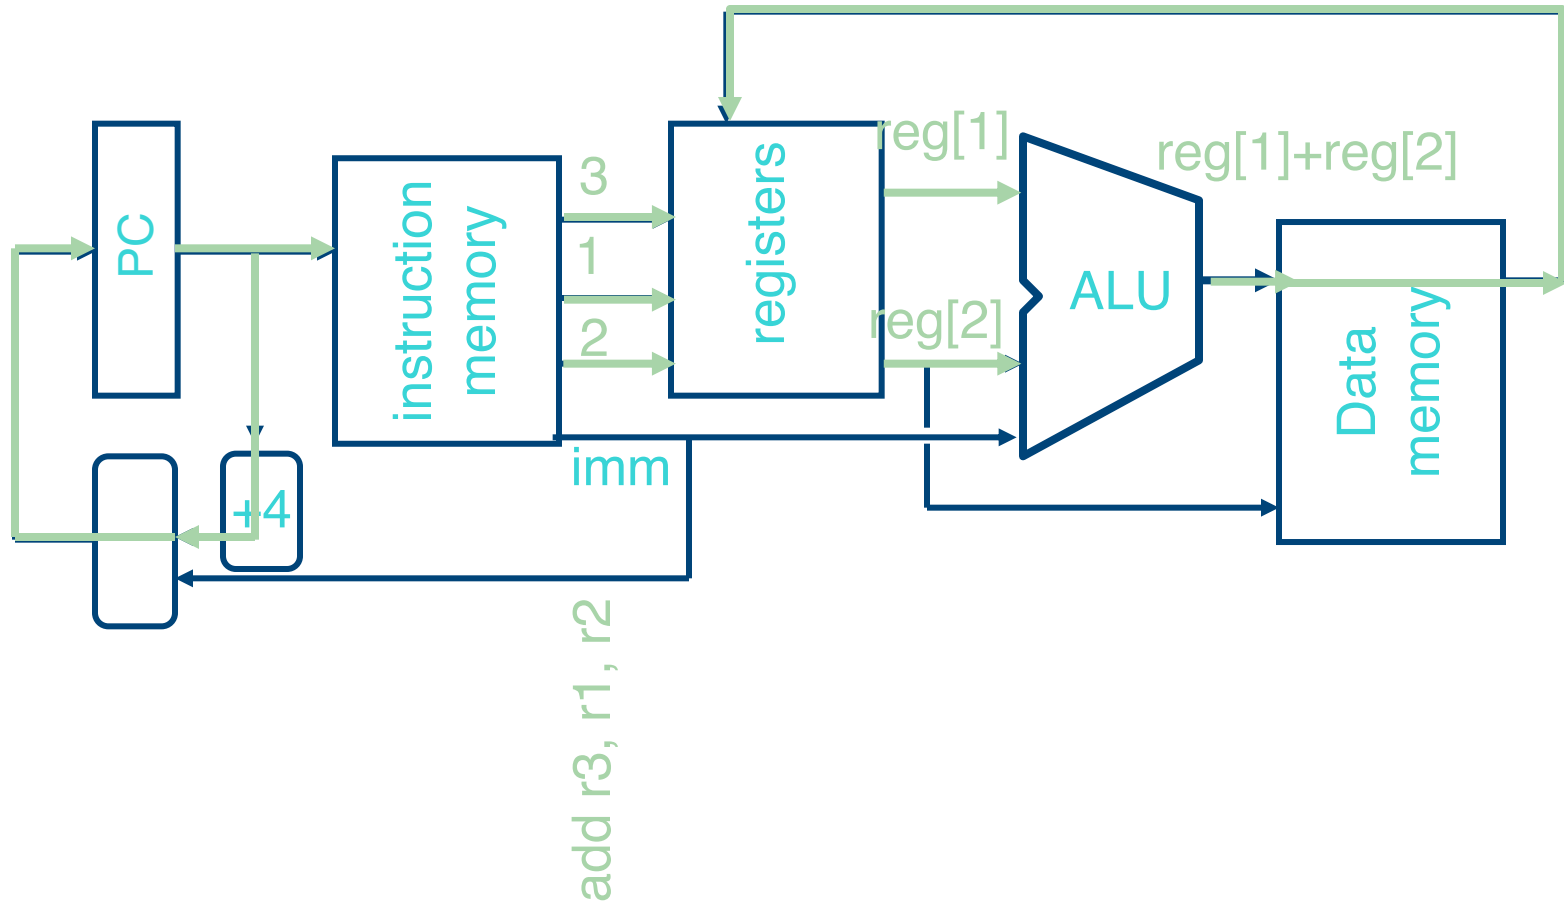 PC
+4
instruction
memory
3
1
2
imm
registers
reg[1]
reg[2]
ALU
reg[1]+reg[2]
Data
memory
add r3, r1, r2